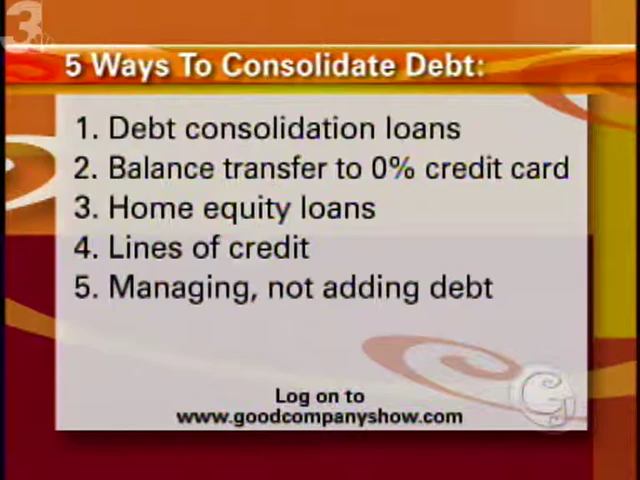 3
5 Ways To Consolidate Debt:
1. Debt consolidation loans
2. Balance transfer to 0% credit card
3. Home equity loans
4. Lines of credit
5. Managing, not adding debt
Log on to
www.goodcompanyshow.com